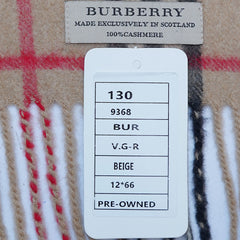 BURBERRY
MADE EXCLUSIVELY IN SCOTLAND
100%CASHMERE
130
9368
BUR
V.G-R
BEIGE
12*66
PRE-OWNED